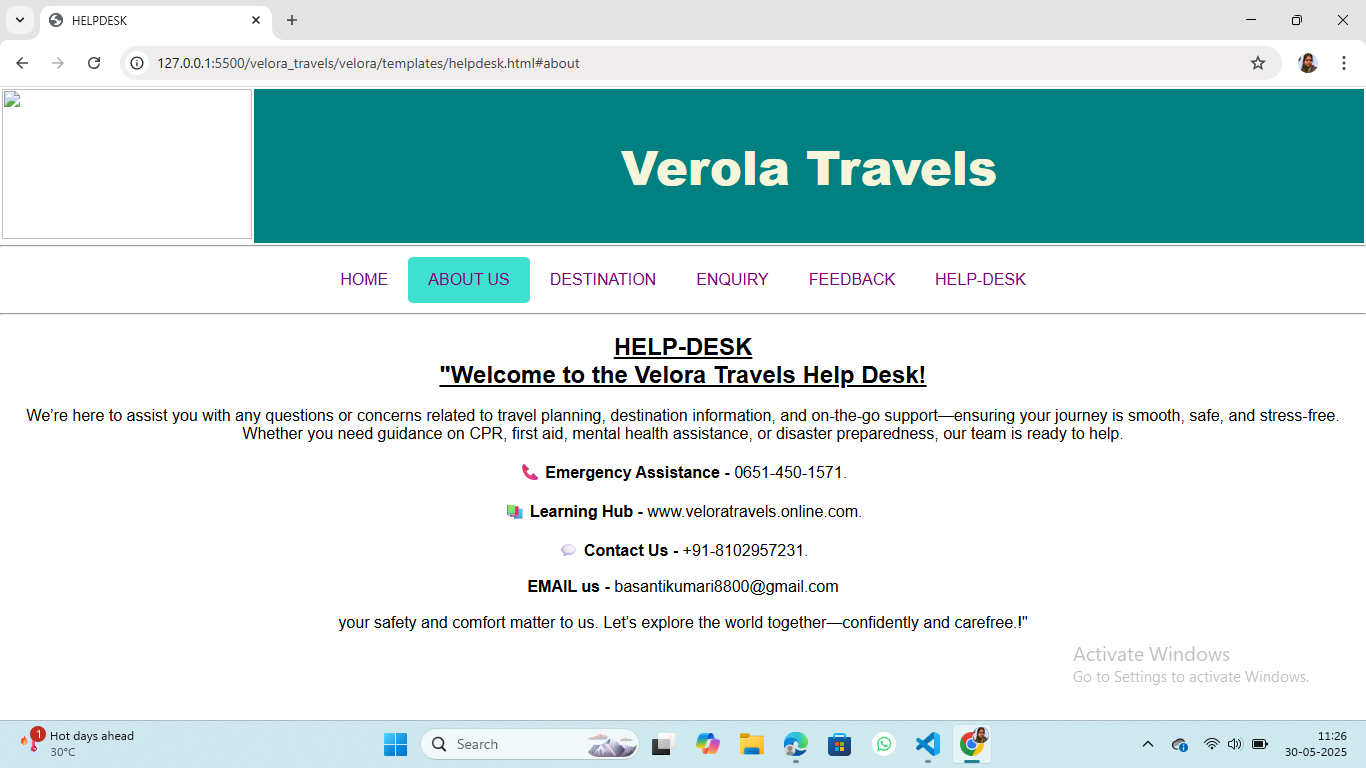 HELPDESK
127.0.0.1:5500/velora_travels/velora/templates/helpdesk.html#about
Verola Travels
HOME ABOUT US DESTINATION ENQUIRY FEEDBACK HELP-DESK
HELP-DESK
"Welcome to the Velora Travels Help Desk!
We’re here to assist you with any questions or concerns related to travel planning, destination information, and on-the-go support—ensuring your journey is smooth, safe, and stress-free.
Whether you need guidance on CPR, first aid, mental health assistance, or disaster preparedness, our team is ready to help.
📞 Emergency Assistance - 0651-450-1571.
📚 Learning Hub - www.veloratravels.online.com.
💬 Contact Us - +91-8102957231.
EMAIL us - basantikumari8800@gmail.com
your safety and comfort matter to us. Let’s explore the world together—confidently and carefree.!"
Activate Windows
Go to Settings to activate Windows.
1
Hot days ahead
30°C
Search
11:26
30-05-2025